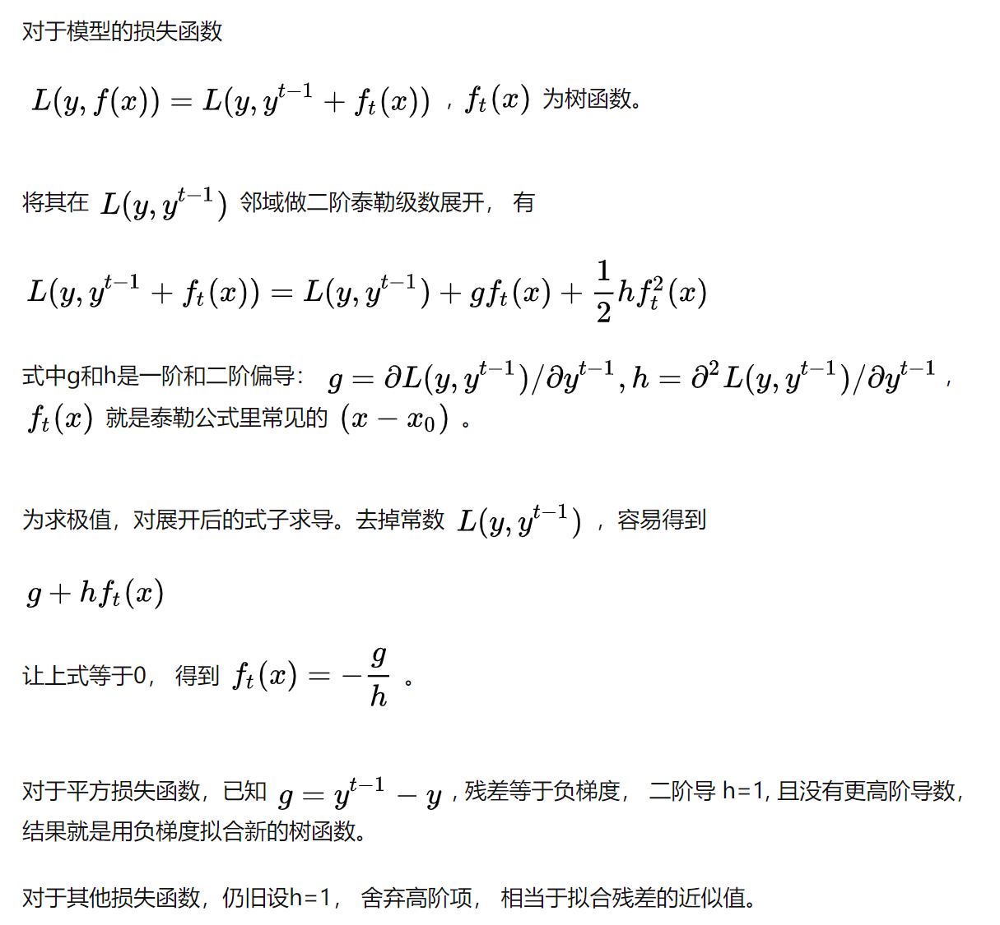 对于模型的损失函数
L(y, f(x)) = L(y, y^{t−1} + f_t(x)) , f_t(x) 为树函数。
将其在 L(y, y^{t−1}) 邻域做二阶泰勒级数展开， 有
L(y, y^{t−1} + f_t(x)) = L(y, y^{t−1}) + g f_t(x) + \frac{1}{2} h f_t^2(x)
式中g和h是一阶和二阶偏导： g = ∂L(y, y^{t−1})/∂y^{t−1}, h = ∂^2 L(y, y^{t−1})/∂y^{t−1} ,
f_t(x) 就是泰勒公式里常见的 (x − x_0) 。
为求极值，对展开后的式子求导。去掉常数 L(y, y^{t−1}) ，容易得到
g + h f_t(x)
让上式等于0， 得到 f_t(x) = −\frac{g}{h} 。
对于平方损失函数，已知 g = y^{t−1} − y , 残差等于负梯度， 二阶导 h=1, 且没有更高阶导数，
结果就是用负梯度拟合新的树函数。
对于其他损失函数，仍旧设h=1， 舍弃高阶项， 相当于拟合残差的近似值。